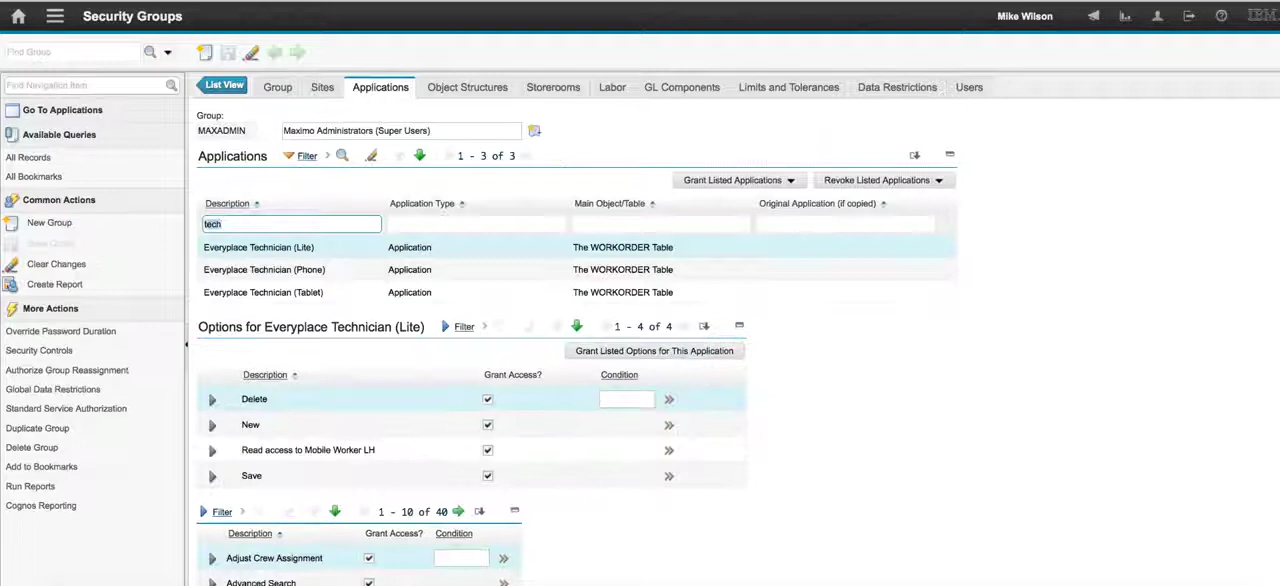 Security Groups
Mike Wilson
IBM
Find Group
List View Group Sites Applications Object Structures Storerooms Labor GL Components Limits and Tolerances Data Restrictions Users
Find Navigation Item
Go To Applications
Available Queries
All Records
All Bookmarks
Common Actions
New Group
Save Group
Clear Changes
Create Report
More Actions
Override Password Duration
Security Controls
Authorize Group Reassignment
Global Data Restrictions
Standard Service Authorization
Duplicate Group
Delete Group
Add to Bookmarks
Run Reports
Cognos Reporting
Group:
MAXADMIN Maximo Administrators (Super Users)
Applications Filter 1 - 3 of 3
Grant Listed Applications Revoke Listed Applications
Description Application Type Main Object/Table Original Application (if copied)
tech
Everyplace Technician (Lite) Application The WORKORDER Table
Everyplace Technician (Phone) Application The WORKORDER Table
Everyplace Technician (Tablet) Application The WORKORDER Table
Options for Everyplace Technician (Lite) Filter 1 - 4 of 4
Grant Listed Options for This Application
Description Grant Access? Condition
Delete
New
Read access to Mobile Worker LH
Save
Filter 1 - 10 of 40
Description Grant Access? Condition
Adjust Crew Assignment
Advanced Search